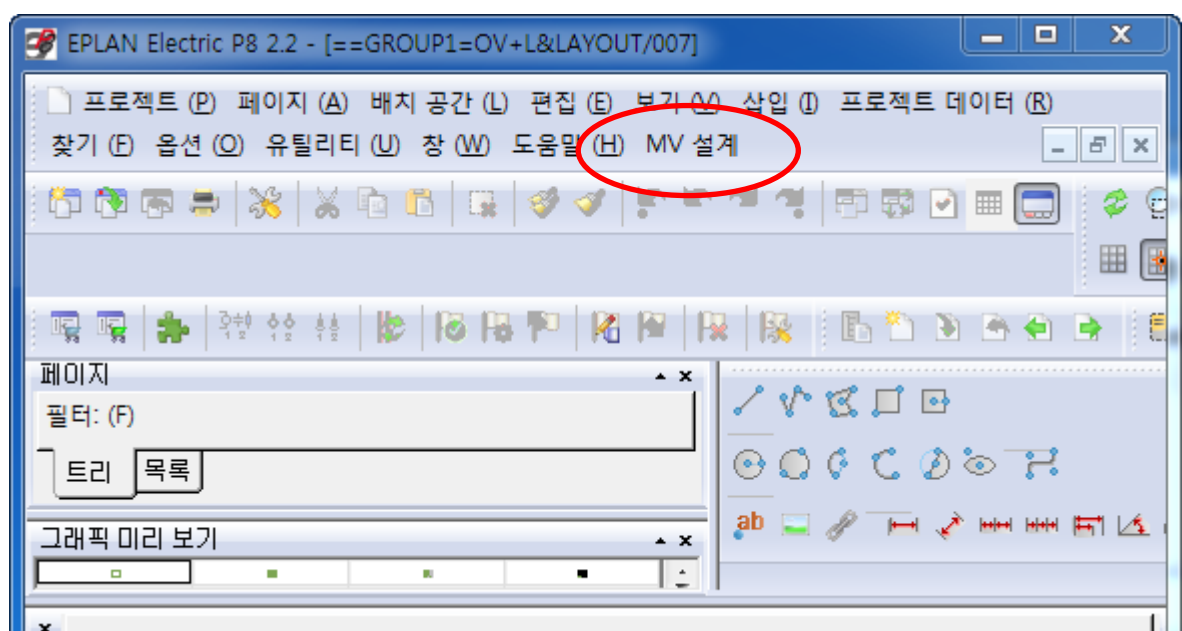 EPLAN Electric P8 2.2 - [==GROUP1=OV+L&LAYOUT/007]
프로젝트 (P) 페이지 (A) 배치 공간 (L) 편집 (E) 보기 (V) 삽입 (I) 프로젝트 데이터 (R)
찾기 (F) 옵션 (O) 유틸리티 (U) 창 (W) 도움말 (H) MV 설계
페이지
필터: (F)
트리 목록
ab
그래픽 미리 보기